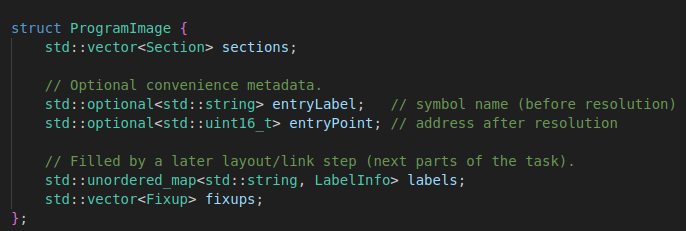 struct ProgramImage {
    std::vector<Section> sections;

    // Optional convenience metadata.
    std::optional<std::string> entryLabel;   // symbol name (before resolution)
    std::optional<std::uint16_t> entryPoint; // address after resolution

    // Filled by a later layout/link step (next parts of the task).
    std::unordered_map<std::string, LabelInfo> labels;
    std::vector<Fixup> fixups;
};